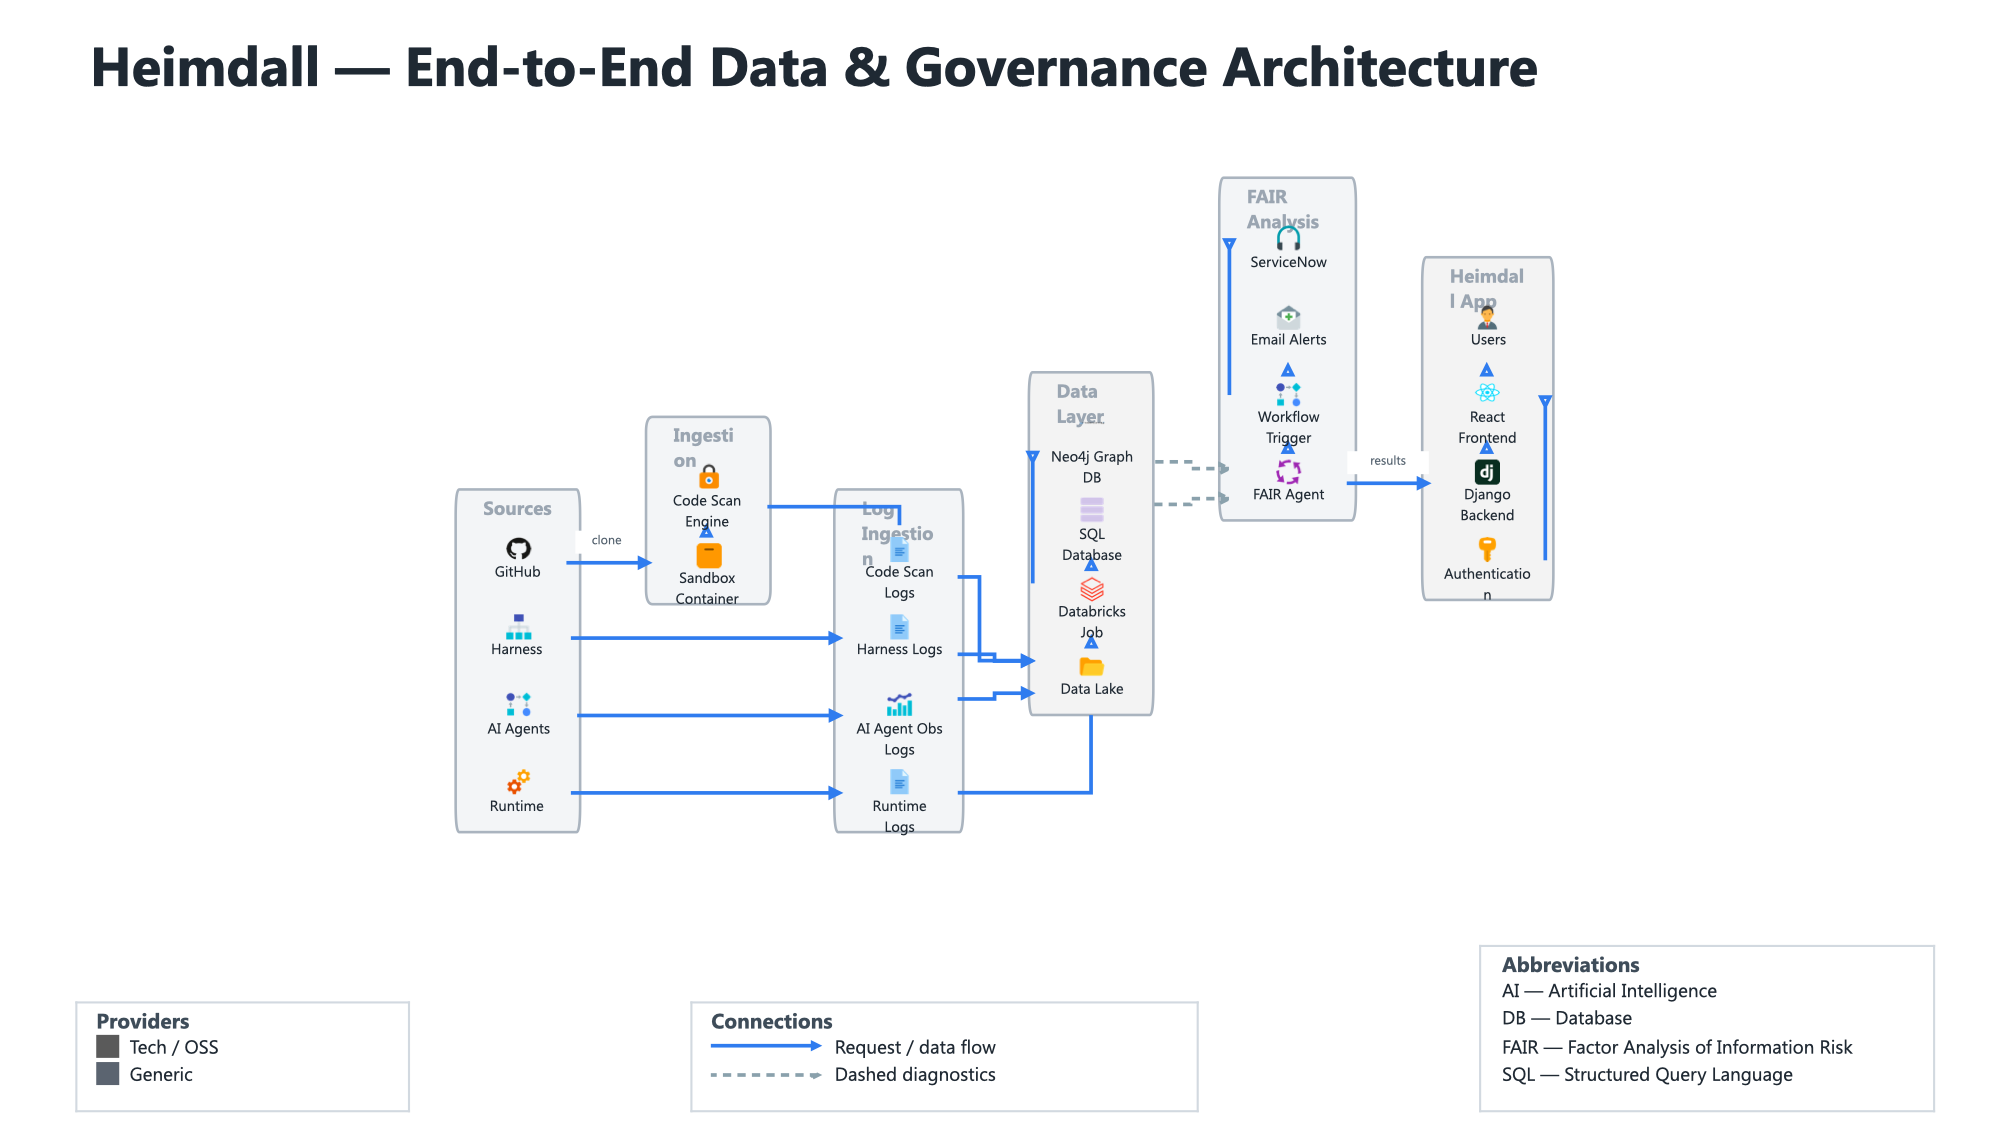 Heimdall — End-to-End Data & Governance Architecture
Sources
GitHub
Harness
AI Agents
Runtime
clone
Ingesti
on
Code Scan
Engine
Sandbox
Container
Log
Ingestio
n
Code Scan
Logs
Harness Logs
AI Agent Obs
Logs
Runtime
Logs
Data
Layer
Neo4j Graph
DB
SQL
Database
Databricks
Job
Data Lake
FAIR
Analysis
ServiceNow
Email Alerts
Workflow
Trigger
FAIR Agent
results
Heimdal
l App
Users
React
Frontend
dj
Django
Backend
Authenticatio
n
Providers
Tech / OSS
Generic
Connections
Request / data flow
Dashed diagnostics
Abbreviations
AI — Artificial Intelligence
DB — Database
FAIR — Factor Analysis of Information Risk
SQL — Structured Query Language